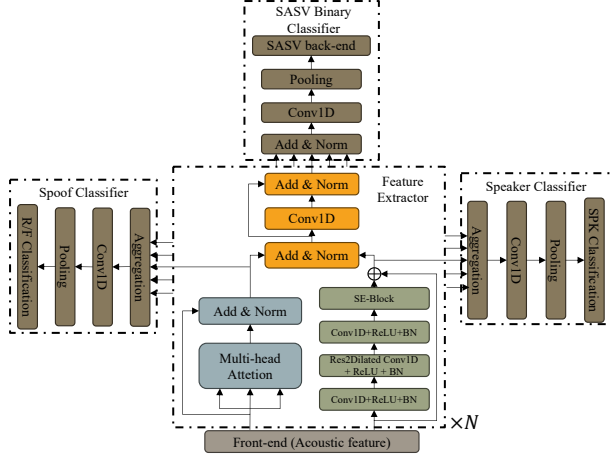 SASV Binary
Classifier
SASV back-end
Pooling
Conv1D
Add & Norm
Spoof Classifier
R/F Classification
Pooling
Conv1D
Aggregation
Add & Norm
Feature
Extractor
Conv1D
Add & Norm
Add & Norm
Multi-head
Attetion
SE-Block
Conv1D+ReLU+BN
Res2Dilated Conv1D
+ ReLU + BN
Conv1D+ReLU+BN
×N
Speaker Classifier
Aggregation
Conv1D
Pooling
SPK Classification
Front-end (Acoustic feature)